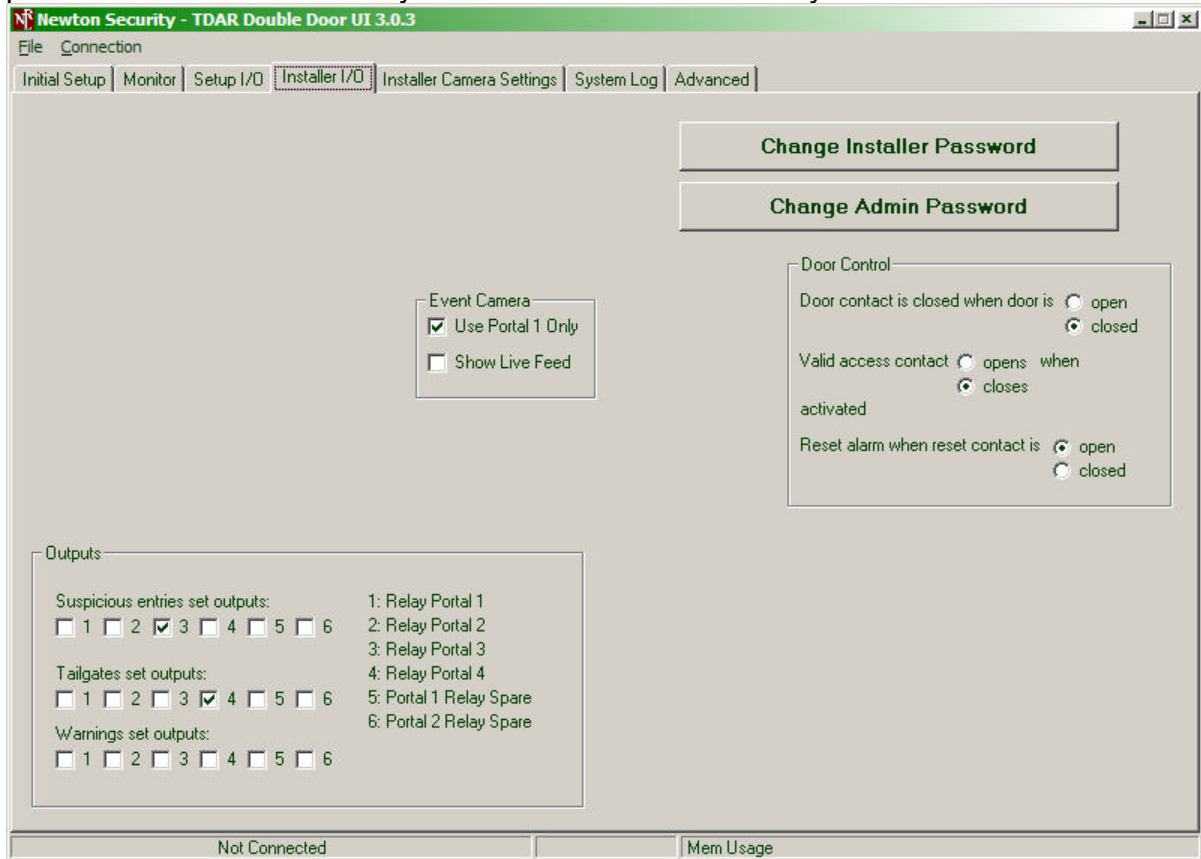 Newton Security - TDAR Double Door UI 3.0.3
File Connection
Initial Setup Monitor Setup I/O Installer I/O Installer Camera Settings System Log Advanced
Change Installer Password
Change Admin Password
Event Camera
Use Portal 1 Only
Show Live Feed
Door Control
Door contact is closed when door is open
closed
Valid access contact opens when
closes
activated
Reset alarm when reset contact is open
closed
Outputs
Suspicious entries set outputs:
1 2 3 4 5 6
Tailgates set outputs:
1 2 3 4 5 6
Warnings set outputs:
1 2 3 4 5 6
1: Relay Portal 1
2: Relay Portal 2
3: Relay Portal 3
4: Relay Portal 4
5: Portal 1 Relay Spare
6: Portal 2 Relay Spare
Not Connected Mem Usage